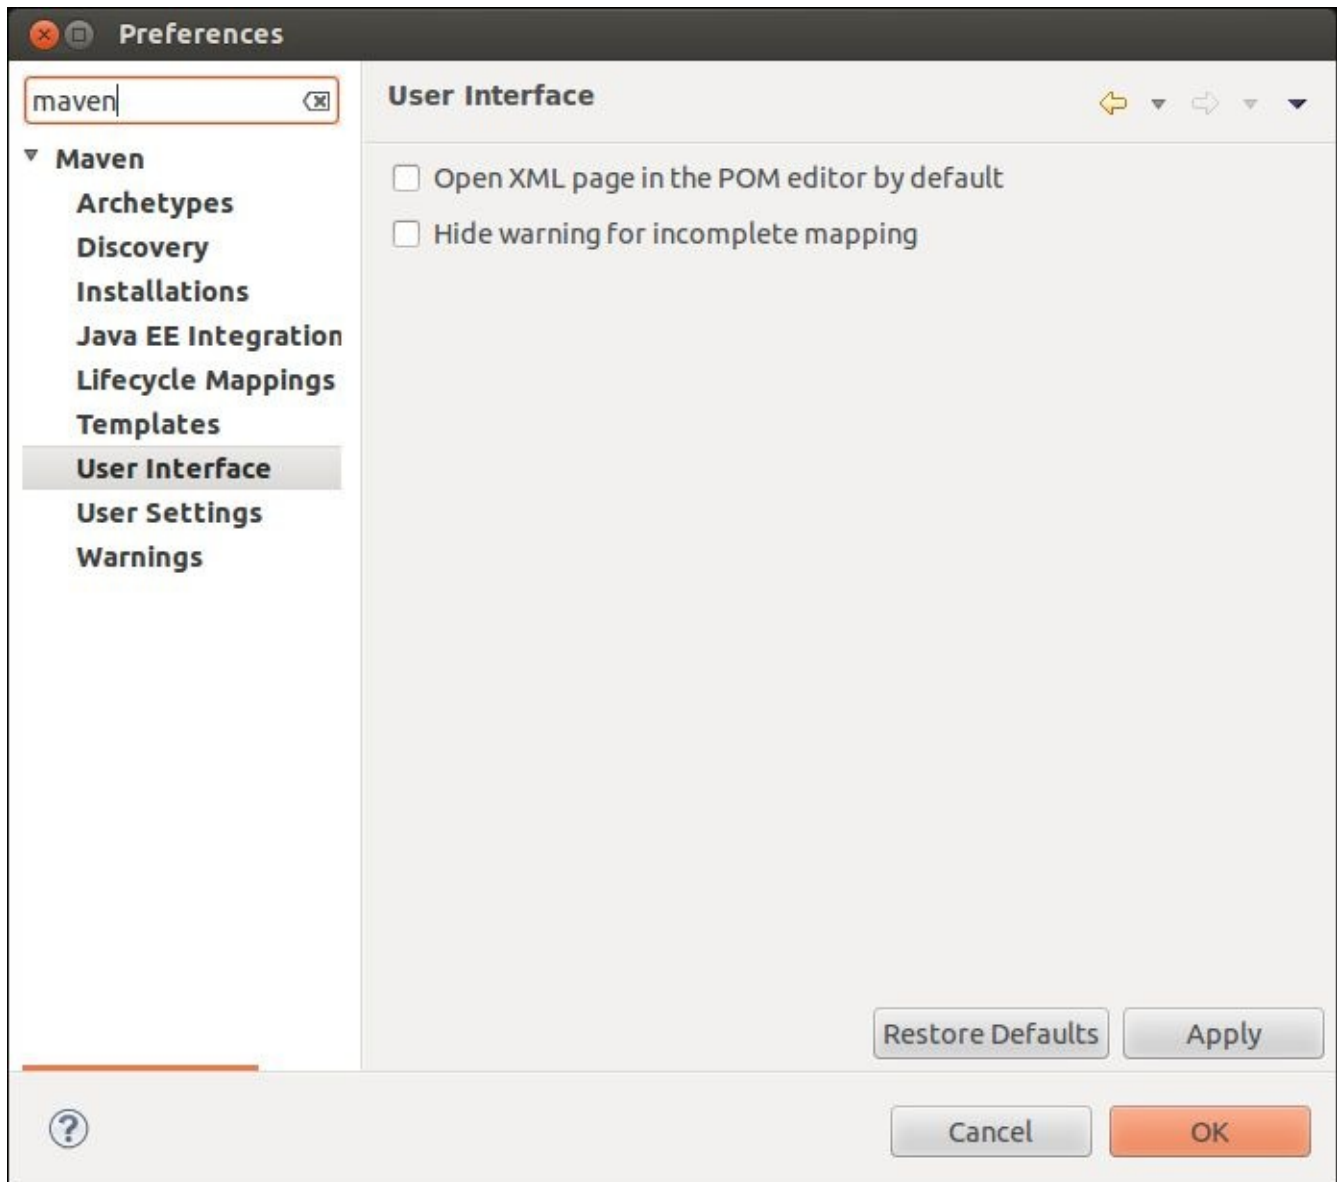 Preferences
maven
User Interface
Maven
Archetypes
Discovery
Installations
Java EE Integration
Lifecycle Mappings
Templates
User Interface
User Settings
Warnings
Open XML page in the POM editor by default
Hide warning for incomplete mapping
Restore Defaults
Apply
?
Cancel
OK